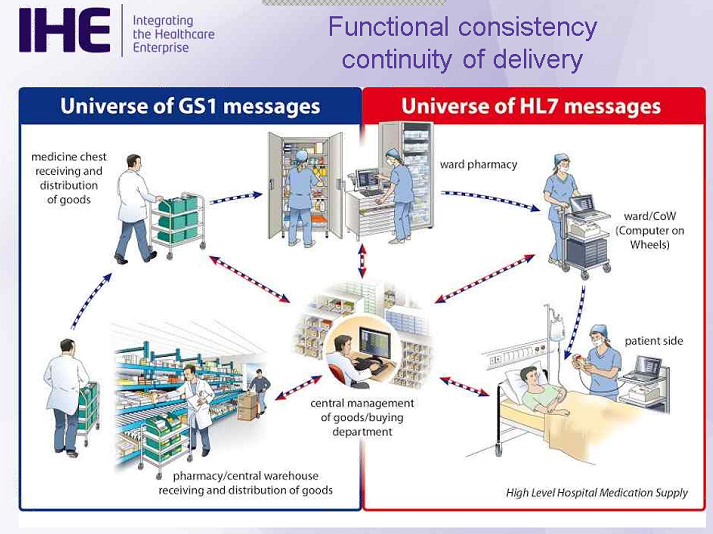 IHE
Integrating
the Healthcare
Enterprise
Functional consistency
continuity of delivery
Universe of GS1 messages
Universe of HL7 messages
medicine chest
receiving and
distribution
of goods
ward pharmacy
ward/CoW
(Computer on
Wheels)
patient side
central management
of goods/buying
department
pharmacy/central warehouse
receiving and distribution of goods
High Level Hospital Medication Supply